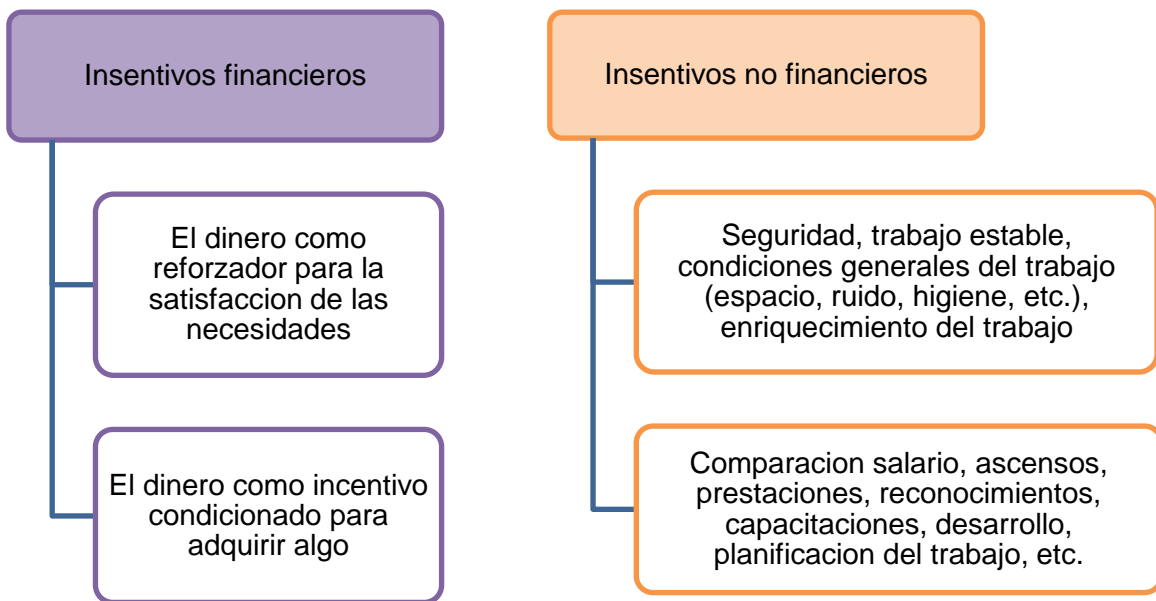 Insentivos financieros
El dinero como
reforzador para la
satisfaccion de las
necesidades
El dinero como incentivo
condicionado para
adquirir algo
Insentivos no financieros
Seguridad, trabajo estable,
condiciones generales del trabajo
(espacio, ruido, higiene, etc.),
enriquecimiento del trabajo
Comparacion salario, ascensos,
prestaciones, reconocimientos,
capacitaciones, desarrollo,
planificacion del trabajo, etc.